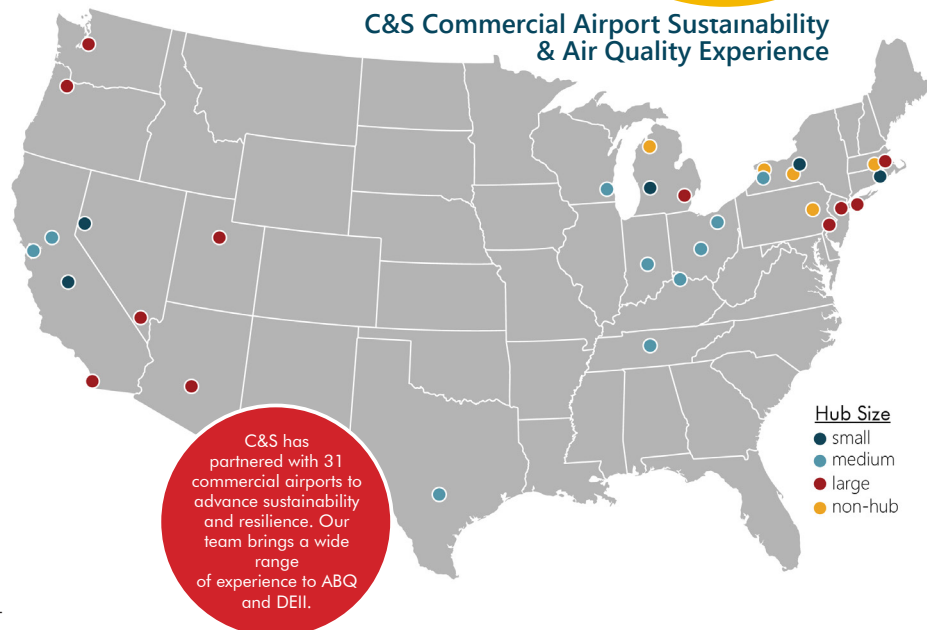 C&S Commercial Airport Sustainability
& Air Quality Experience
Hub Size
small
medium
large
non-hub
C&S has
partnered with 31
commercial airports to
advance sustainability
and resilience. Our
team brings a wide
range
of experience to ABQ
and DEII.